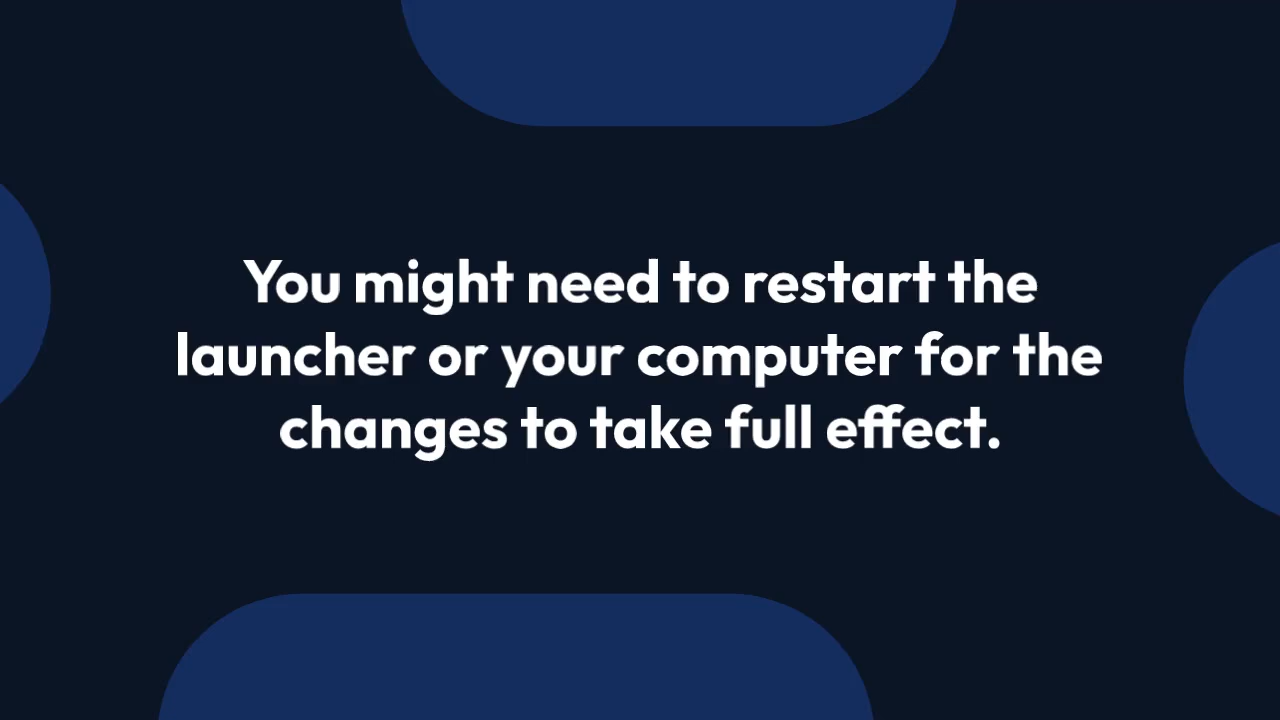 You might need to restart the
launcher or your computer for the
changes to take full effect.